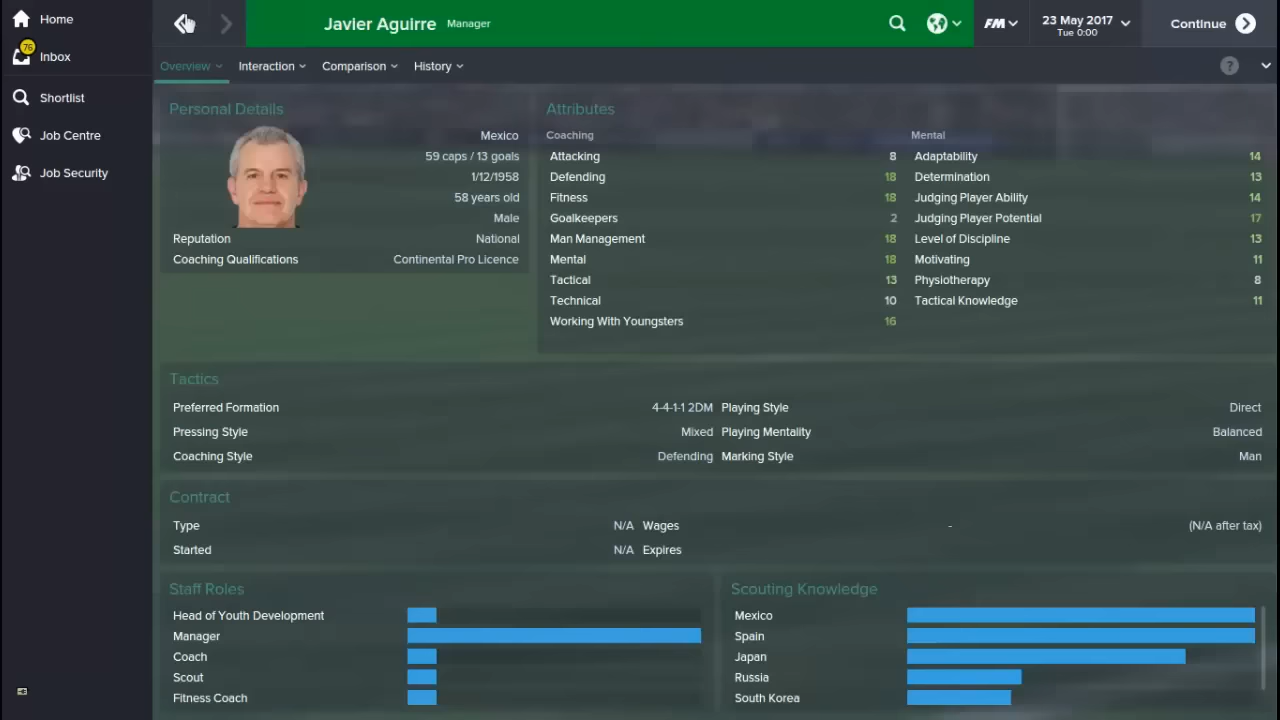 Home
76
Inbox
Shortlist
Job Centre
Job Security
Javier Aguirre Manager
FM
23 May 2017
Tue 0:00
Continue
Overview Interaction Comparison History
?
Personal Details
Mexico
59 caps / 13 goals
1/12/1958
58 years old
Male
Reputation National
Coaching Qualifications Continental Pro Licence
Attributes
Coaching
Attacking 8
Defending 18
Fitness 18
Goalkeepers 2
Man Management 18
Mental 18
Tactical 13
Technical 10
Working With Youngsters 16
Mental
Adaptability 14
Determination 13
Judging Player Ability 14
Judging Player Potential 17
Level of Discipline 13
Motivating 11
Physiotherapy 8
Tactical Knowledge 11
Tactics
Preferred Formation 4-4-1-1 2DM Playing Style Direct
Pressing Style Mixed Playing Mentality Balanced
Coaching Style Defending Marking Style Man
Contract
Type N/A Wages - (N/A after tax)
Started N/A Expires
Staff Roles
Head of Youth Development
Manager
Coach
Scout
Fitness Coach
Scouting Knowledge
Mexico
Spain
Japan
Russia
South Korea